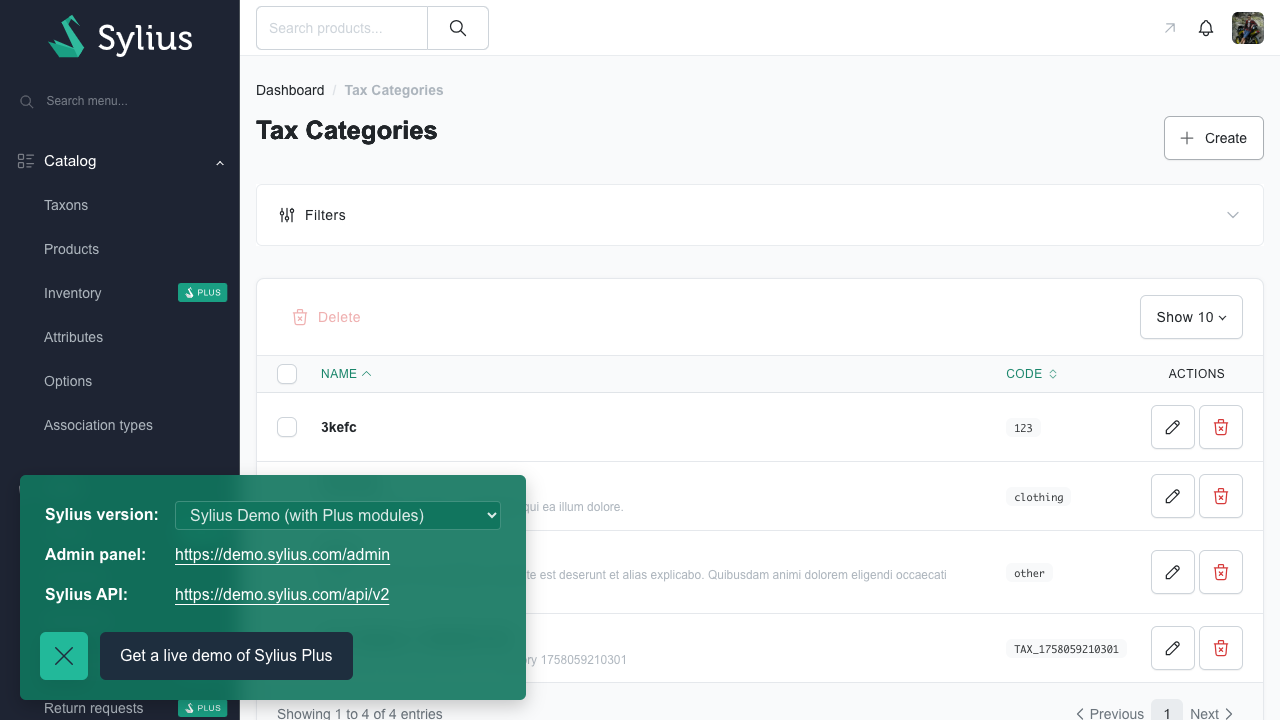 Sylius
Search menu...
Catalog
Taxons
Products
Inventory
PLUS
Attributes
Options
Association types
Return requests
PLUS
Search products...
Dashboard / Tax Categories
Tax Categories
Create
Filters
Delete
Show 10
NAME
CODE
ACTIONS
3kefc
123
qui ea illum dolore.
clothing
te est deserunt et alias explicabo. Quibusdam animi dolorem eligendi occaecati
other
ory 1758059210301
TAX_1758059210301
Showing 1 to 4 of 4 entries
Previous 1 Next
Sylius version: Sylius Demo (with Plus modules)
Admin panel: https://demo.sylius.com/admin
Sylius API: https://demo.sylius.com/api/v2
Get a live demo of Sylius Plus